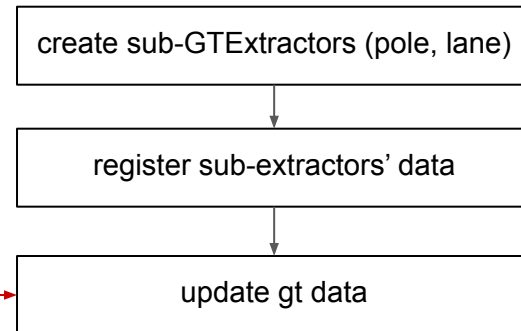 create sub-GTExtractors (pole, lane)
register sub-extractors’ data
update gt data